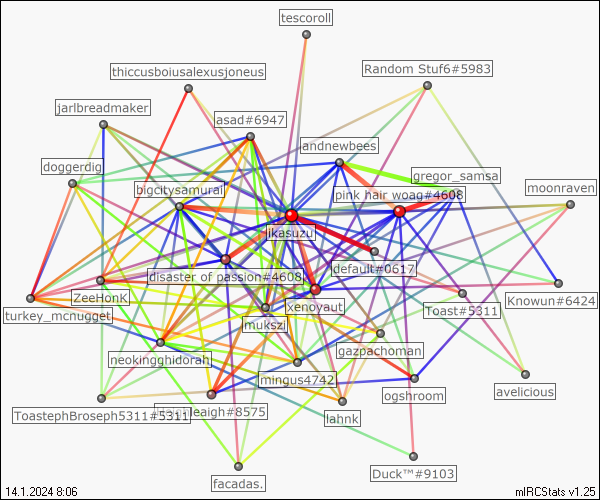 tescoroll
thiccusboiusalexusjoneus
Random Stuf6#5983
jarlbreadmaker
asad#6947
andnewbees
doggerdig
gregor_samsa
bigcitysamurai
pink hair woag#4608
moonraven
ikasuzu
default#0617
disaster of passion#4608
ZeeHonK
xenoyaut
Knowun#6424
turkey_mcnugget
Toast#5311
imukszi
gazpachoman
neokingghidorah
mingus4742
avelicious
ogshroom
ToastephBroseph5311#5311
leigh#8575
lahnk
Duck™#9103
facadas.
14.1.2024 8:06
mIRCStats v1.25